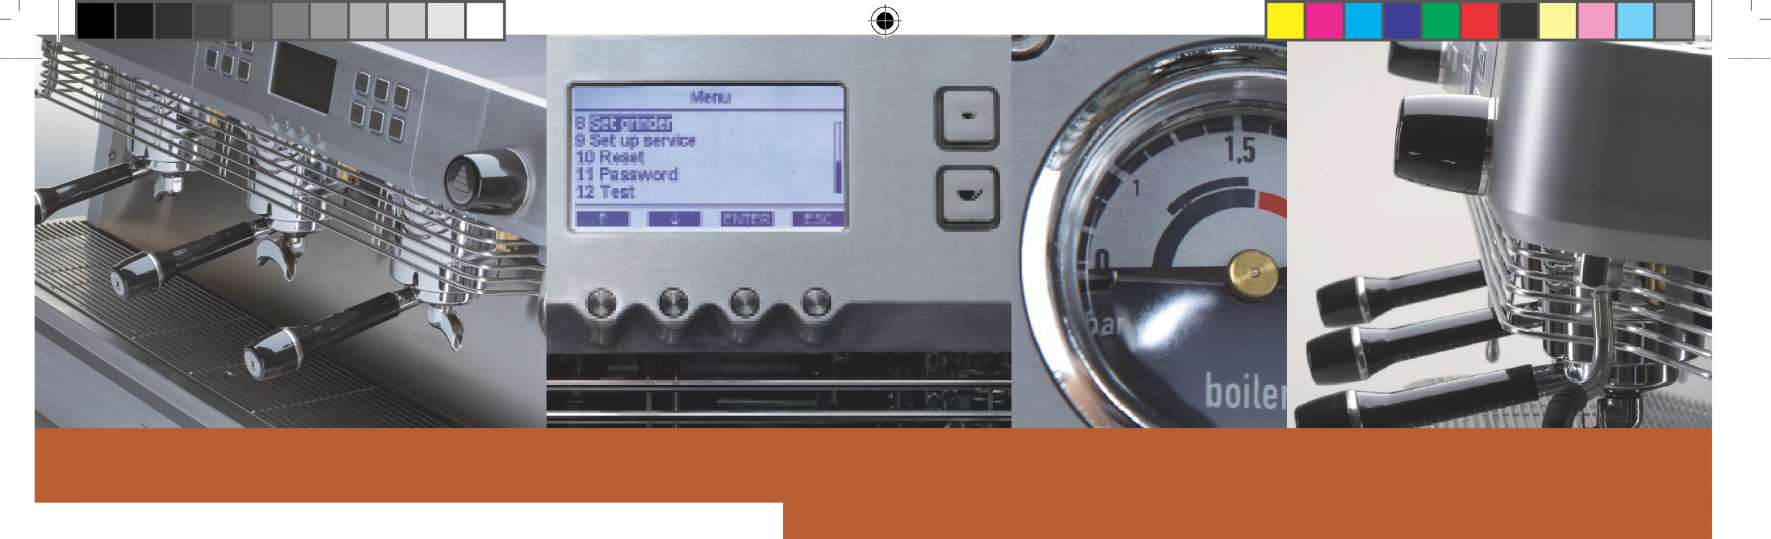 Menu
8 Set grinder
9 Set up service
10 Reset
11 Password
12 Test
↑ ↓ ENTER ESC
1,5
1
0
bar
boiler